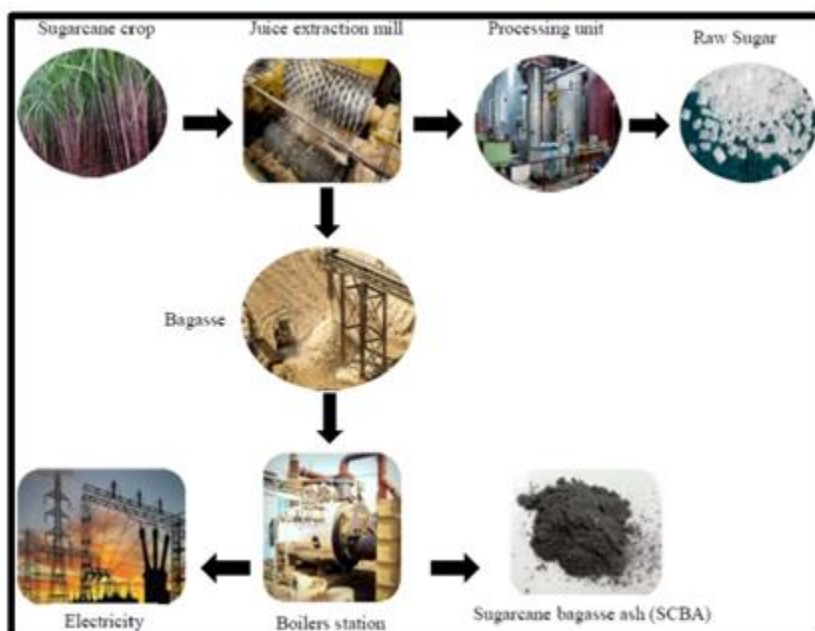 Sugarcane crop
Juice extraction mill
Processing unit
Raw Sugar
Bagasse
Electricity
Boilers station
Sugarcane bagasse ash (SCBA)